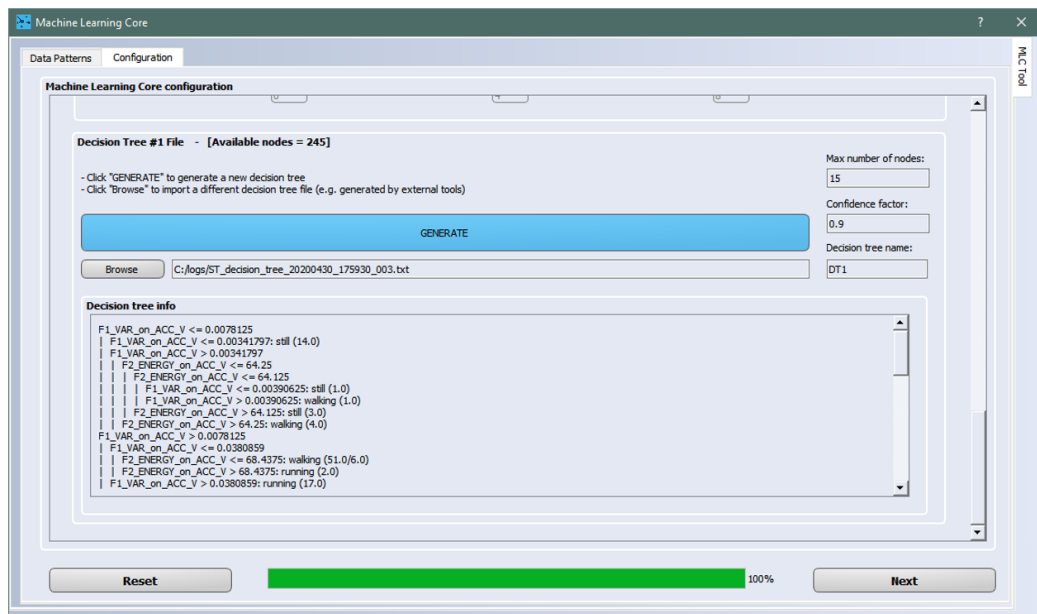 Machine Learning Core
?
MLC Tool
Data Patterns Configuration
Machine Learning Core configuration
Decision Tree #1 File - [Available nodes = 245]
- Click "GENERATE" to generate a new decision tree
- Click "Browse" to import a different decision tree file (e.g. generated by external tools)
Max number of nodes:
15
Confidence factor:
0.9
Decision tree name:
DT1
GENERATE
Browse C:/logs/ST_decision_tree_20200430_175930_003.txt
Decision tree info
F1_VAR_on_ACC_V <= 0.0078125
| F1_VAR_on_ACC_V <= 0.00341797: still (14.0)
| F1_VAR_on_ACC_V > 0.00341797
| | F2_ENERGY_on_ACC_V <= 64.25
| | | F2_ENERGY_on_ACC_V <= 64.125
| | | | F1_VAR_on_ACC_V <= 0.00390625: still (1.0)
| | | | F1_VAR_on_ACC_V > 0.00390625: walking (1.0)
| | | F2_ENERGY_on_ACC_V > 64.125: still (3.0)
| | F2_ENERGY_on_ACC_V > 64.25: walking (4.0)
F1_VAR_on_ACC_V > 0.0078125
| F1_VAR_on_ACC_V <= 0.0380859
| | F2_ENERGY_on_ACC_V <= 68.4375: walking (51.0/6.0)
| | F2_ENERGY_on_ACC_V > 68.4375: running (2.0)
| F1_VAR_on_ACC_V > 0.0380859: running (17.0)
Reset 100% Next